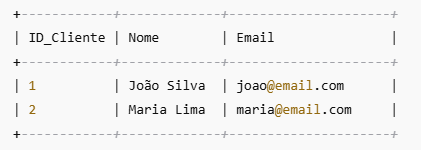 +------------+-------------+--------------------+
| ID_Cliente | Nome        | Email              |
+------------+-------------+--------------------+
| 1          | João Silva  | joao@email.com     |
| 2          | Maria Lima  | maria@email.com     |
+------------+-------------+--------------------+